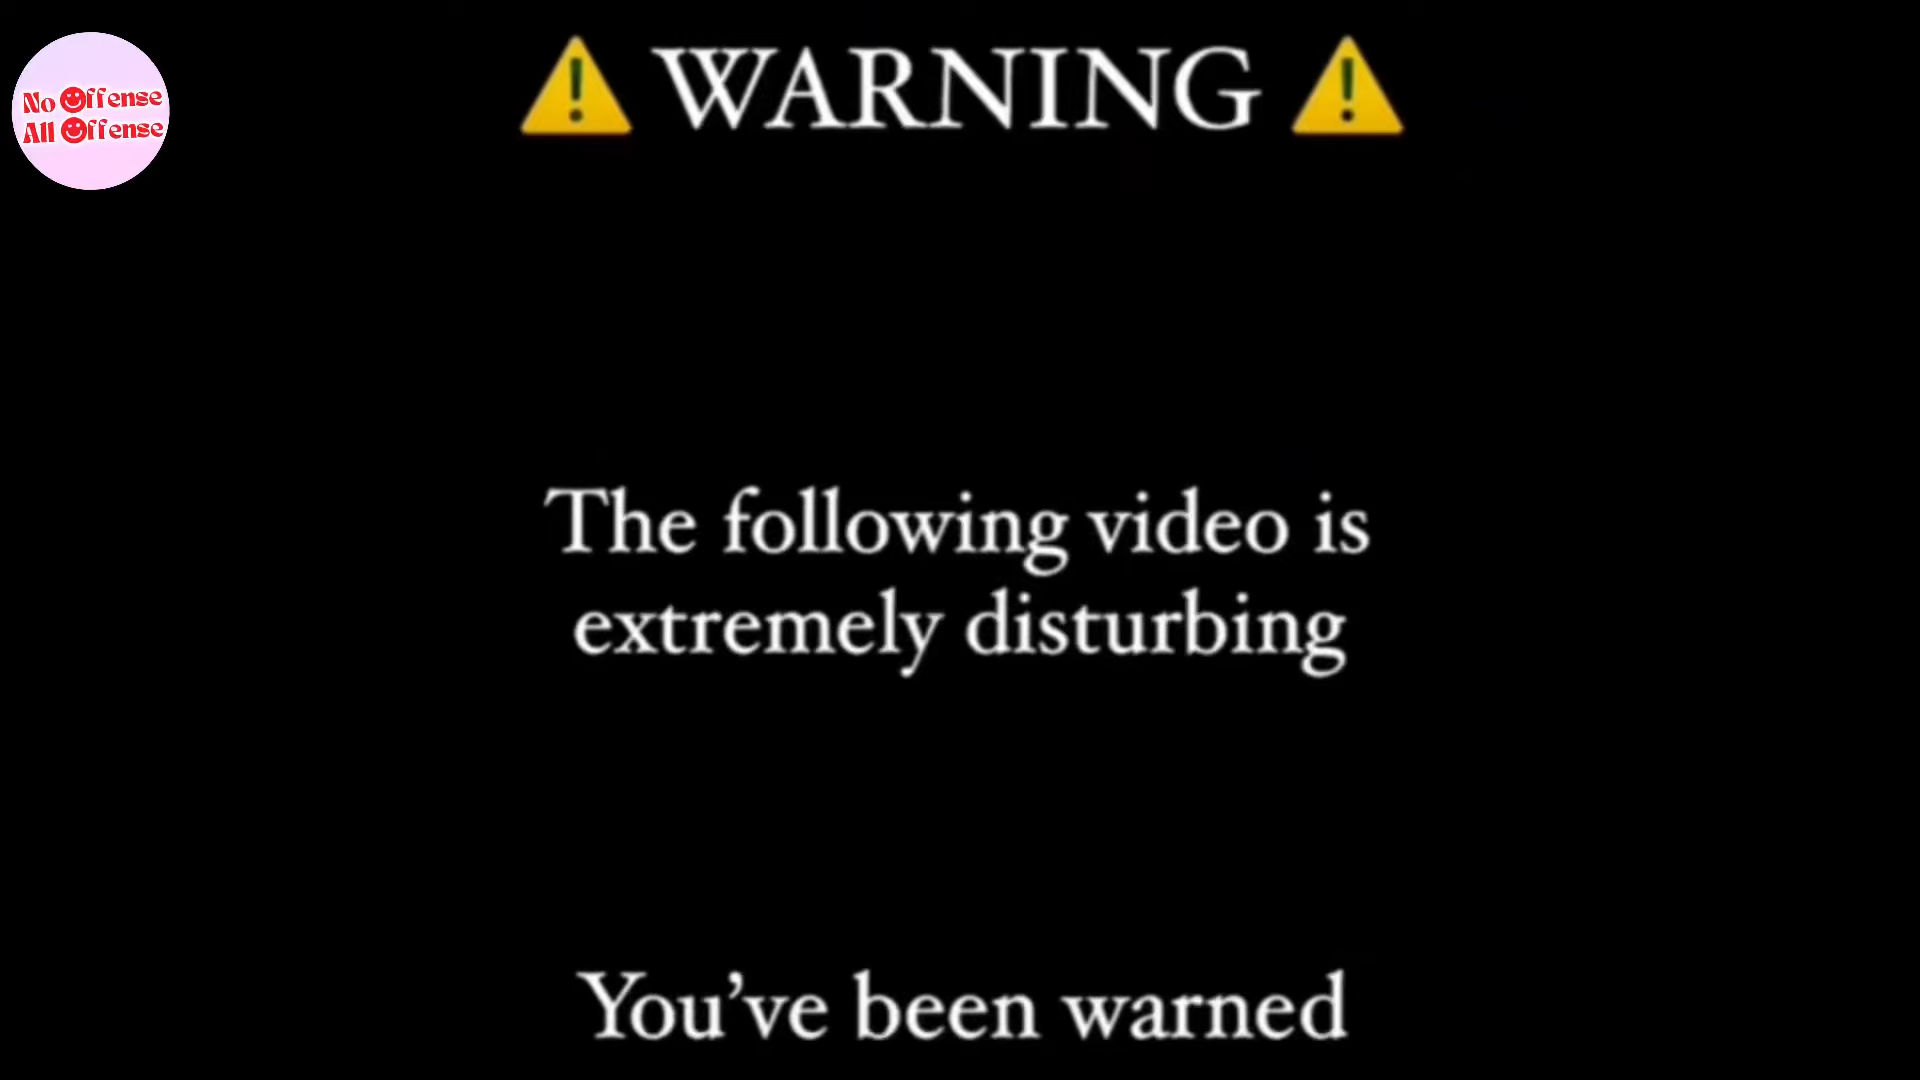 No Offense
All Offense
⚠️ WARNING ⚠️
The following video is
extremely disturbing
You've been warned